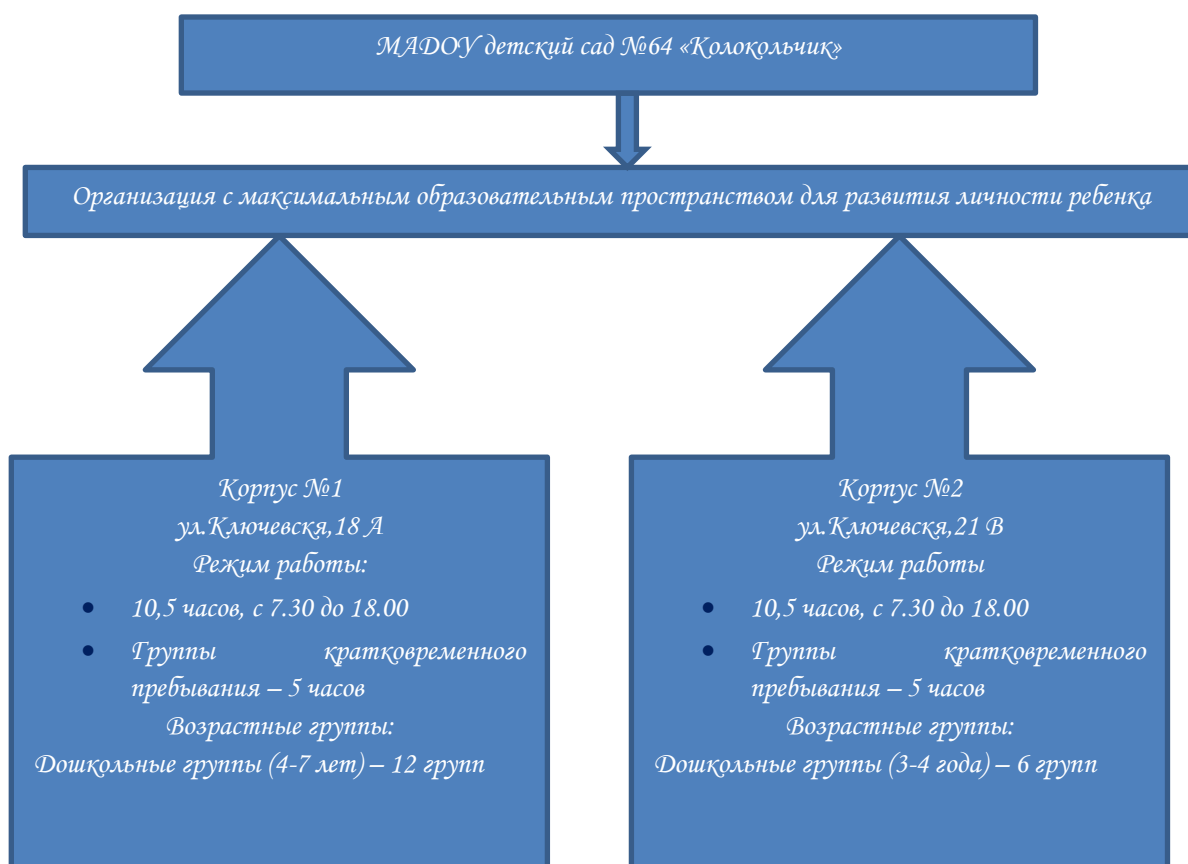 МАДОУ детский сад №64 «Колокольчик»
Организация с максимальным образовательным пространством для развития личности ребенка
Корпус №1
ул.Ключевскя,18 А
Режим работы:
• 10,5 часов, с 7.30 до 18.00
• Группы кратковременного
пребывания – 5 часов
Возрастные группы:
Дошкольные группы (4-7 лет) – 12 групп
Корпус №2
ул.Ключевскя,21 В
Режим работы
• 10,5 часов, с 7.30 до 18.00
• Группы кратковременного
пребывания – 5 часов
Возрастные группы:
Дошкольные группы (3-4 года) – 6 групп